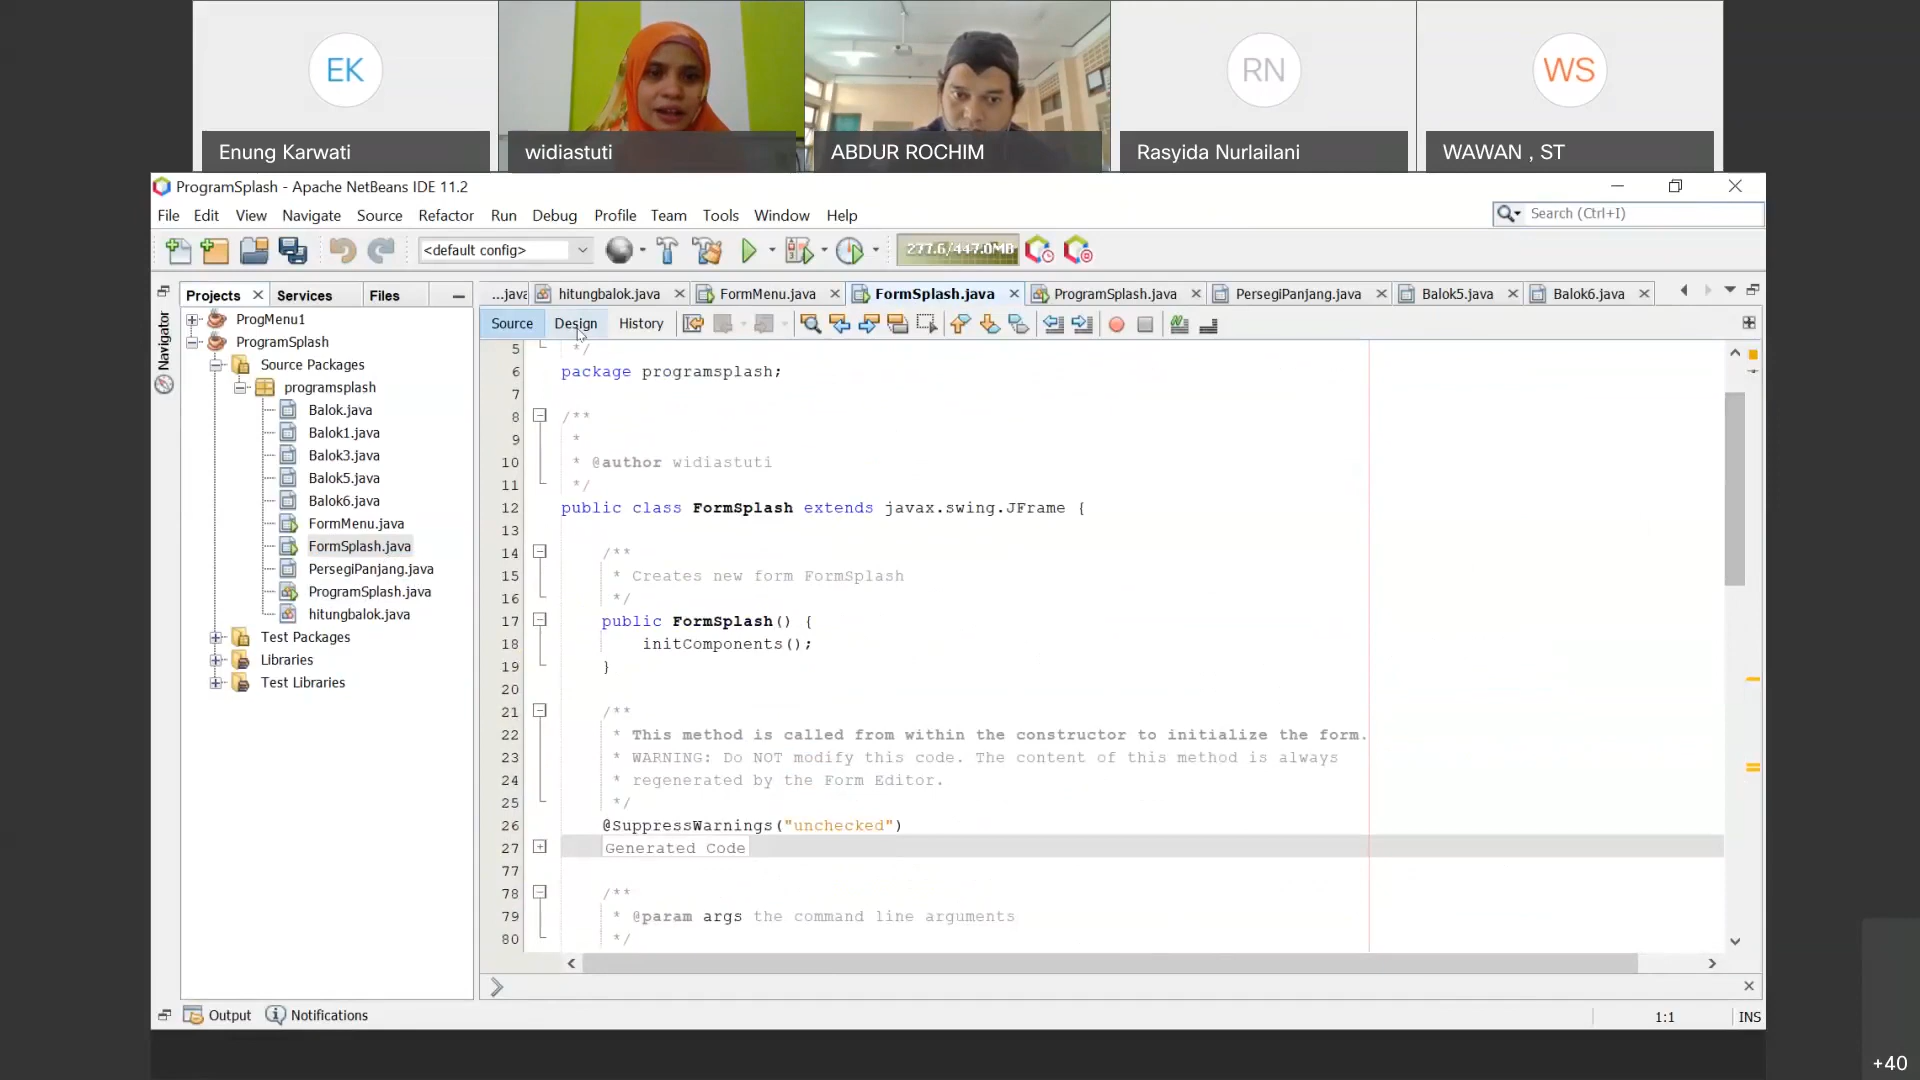 EK
RN
WS
Enung Karwati
widiastuti
ABDUR ROCHIM
Rasyida Nurlailani
WAWAN , ST
ProgramSplash - Apache NetBeans IDE 11.2
File Edit View Navigate Source Refactor Run Debug Profile Team Tools Window Help
Search (Ctrl+I)
<default config>
277.6/447.0MB
Projects
Services
Files
...java
hitungbalok.java
FormMenu.java
FormSplash.java
ProgramSplash.java
PersegiPanjang.java
Balok5.java
Balok6.java
Source
Design
History
Navigator
ProgMenu1
ProgramSplash
Source Packages
programsplash
Balok.java
Balok1.java
Balok3.java
Balok5.java
Balok6.java
FormMenu.java
FormSplash.java
PersegiPanjang.java
ProgramSplash.java
hitungbalok.java
Test Packages
Libraries
Test Libraries
5 */
6 package programsplash;
7
8 /**
9 *
10 * @author widiastuti
11 */
12 public class FormSplash extends javax.swing.JFrame {
13
14 /**
15 * Creates new form FormSplash
16 */
17 public FormSplash() {
18 initComponents();
19 }
20
21 /**
22 * This method is called from within the constructor to initialize the form.
23 * WARNING: Do NOT modify this code. The content of this method is always
24 * regenerated by the Form Editor.
25 */
26 @SuppressWarnings("unchecked")
27 Generated Code
77
78 /**
79 * @param args the command line arguments
80 */
Output
Notifications
1:1
INS
+40